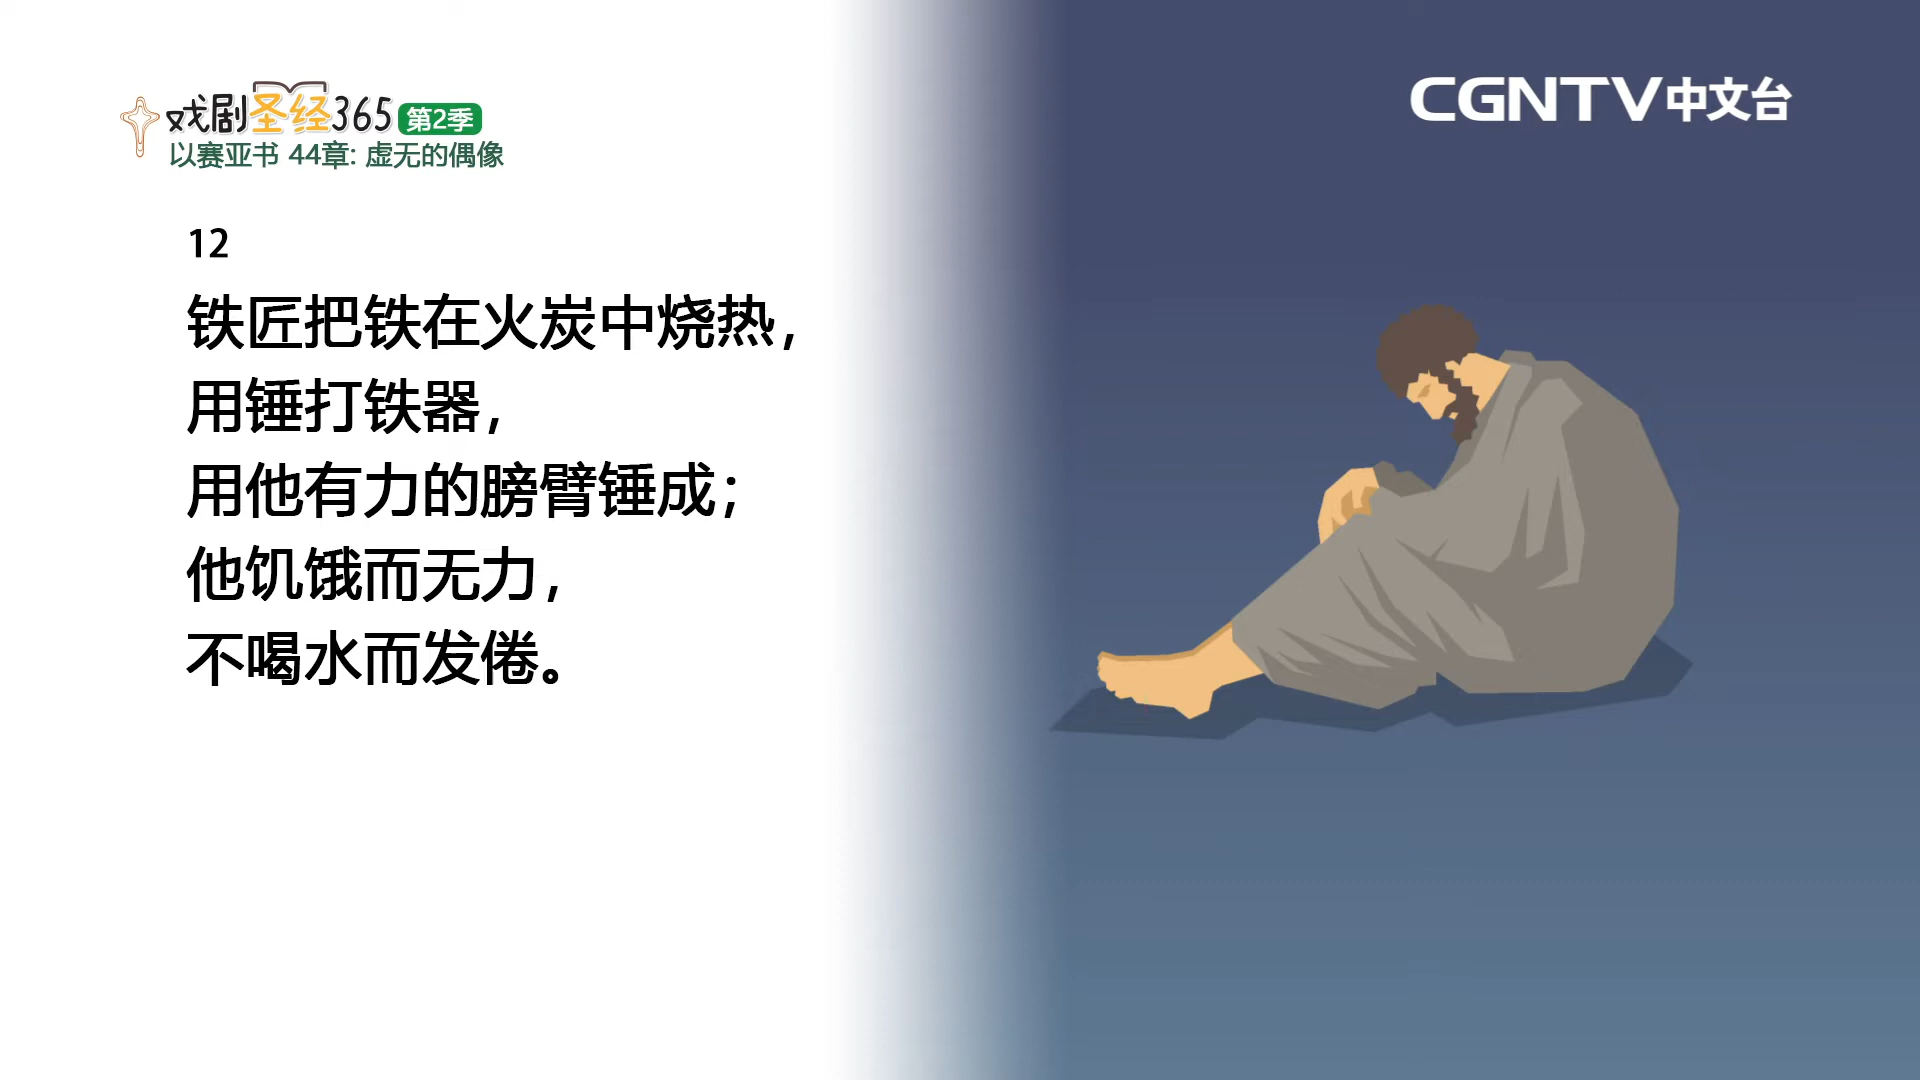 戏剧圣经365 第2季
以赛亚书 44章: 虚无的偶像
CGNTV中文台
12
铁匠把铁在火炭中烧热，
用锤打铁器，
用他有力的膀臂锤成；
他饥饿而无力，
不喝水而发倦。